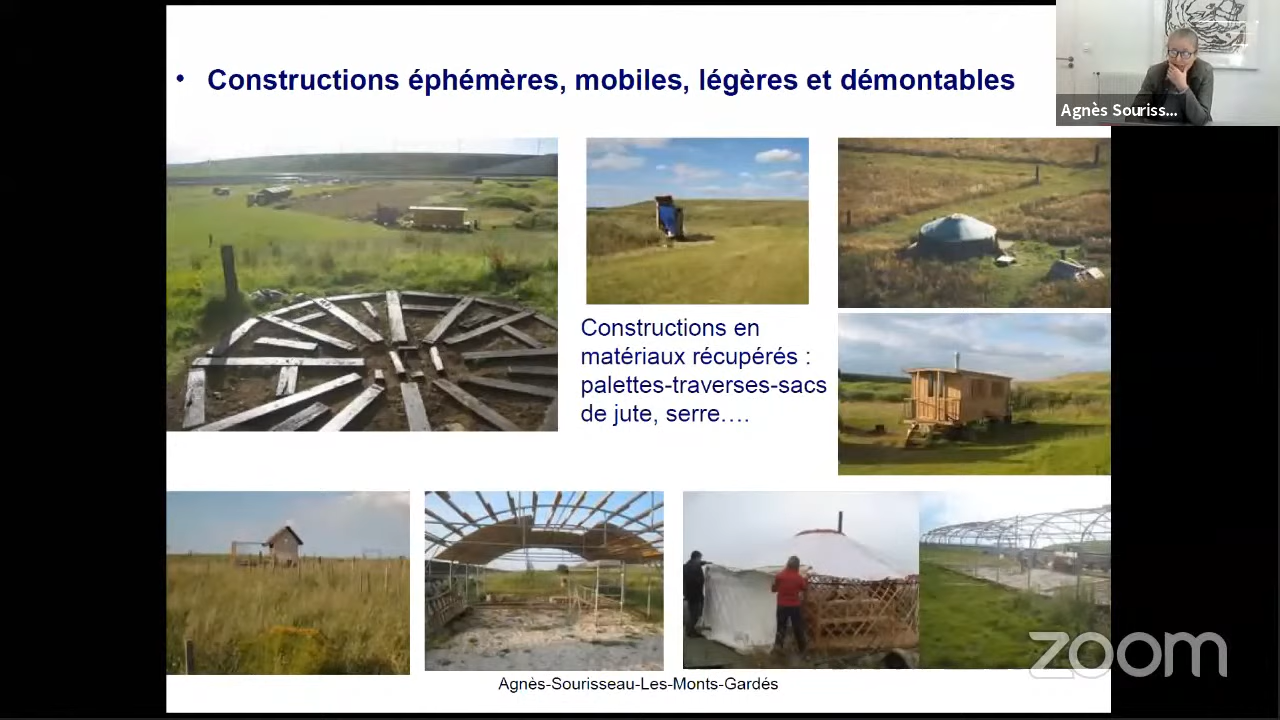 • Constructions éphémères, mobiles, légères et démontables
Agnès Souriss...
Constructions en
matériaux récupérés :
palettes-traverses-sacs
de jute, serre....
Agnès-Sourisseau-Les-Monts-Gardés
zoom